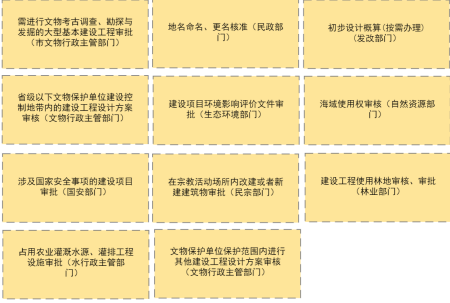 需进行文物考古调查、勘探与
发掘的大型基本建设工程审批
（市文物行政主管部门）
地名命名、更名核准（民政部
门）
初步设计概算(按需办理)
(发改部门)
省级以下文物保护单位建设控
制地带内的建设工程设计方案
审核（文物行政主管部门）
建设项目环境影响评价文件审
批（生态环境部门）
海域使用权审核（自然资源部
门）
涉及国家安全事项的建设项目
审批（国安部门）
在宗教活动场所内改建或者新
建建筑物审批（民宗部门）
建设工程使用林地审核、审批
（林业部门）
占用农业灌溉水源、灌排工程
设施审批（水行政主管部
门）
文物保护单位保护范围内进行
其他建设工程设计方案审核
（文物行政主管部门）